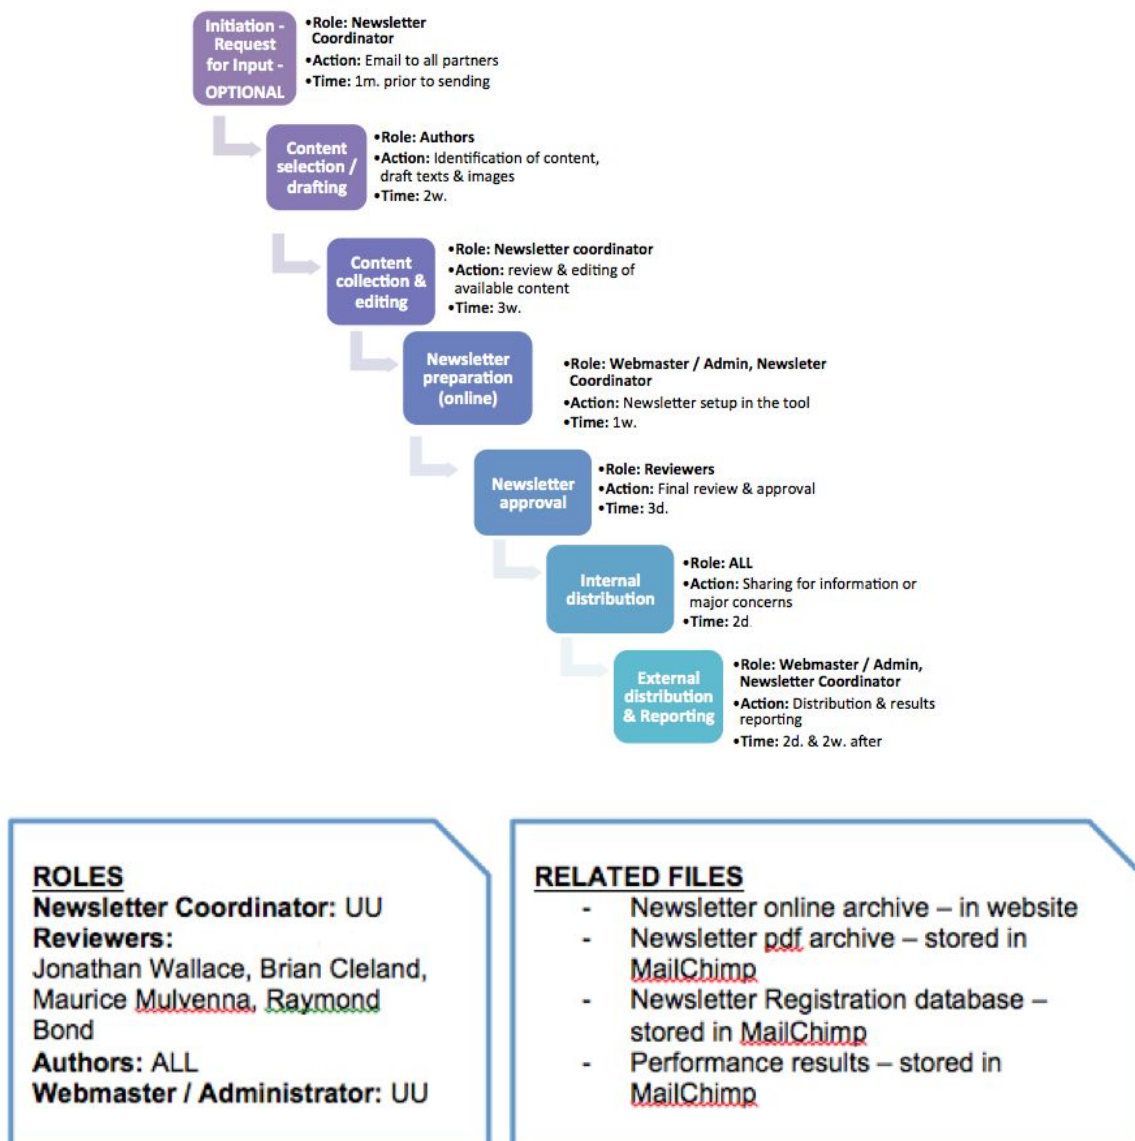 Initiation -
Request
for Input -
OPTIONAL
•Role: Newsletter
Coordinator
•Action: Email to all partners
•Time: 1m. prior to sending
Content
selection /
drafting
•Role: Authors
•Action: Identification of content,
draft texts & images
•Time: 2w.
Content
collection &
editing
•Role: Newsletter coordinator
•Action: review & editing of
available content
•Time: 3w.
Newsletter
preparation
(online)
•Role: Webmaster / Admin, Newsleter
Coordinator
•Action: Newsletter setup in the tool
•Time: 1w.
Newsletter
approval
•Role: Reviewers
•Action: Final review & approval
•Time: 3d.
Internal
distribution
•Role: ALL
•Action: Sharing for information or
major concerns
•Time: 2d.
External
distribution
& Reporting
•Role: Webmaster / Admin,
Newsletter Coordinator
•Action: Distribution & results
reporting
•Time: 2d. & 2w. after
ROLES
Newsletter Coordinator: UU
Reviewers:
Jonathan Wallace, Brian Cleland,
Maurice Mulvenna, Raymond
Bond
Authors: ALL
Webmaster / Administrator: UU
RELATED FILES
- Newsletter online archive – in website
- Newsletter pdf archive – stored in
MailChimp
- Newsletter Registration database –
stored in MailChimp
- Performance results – stored in
MailChimp